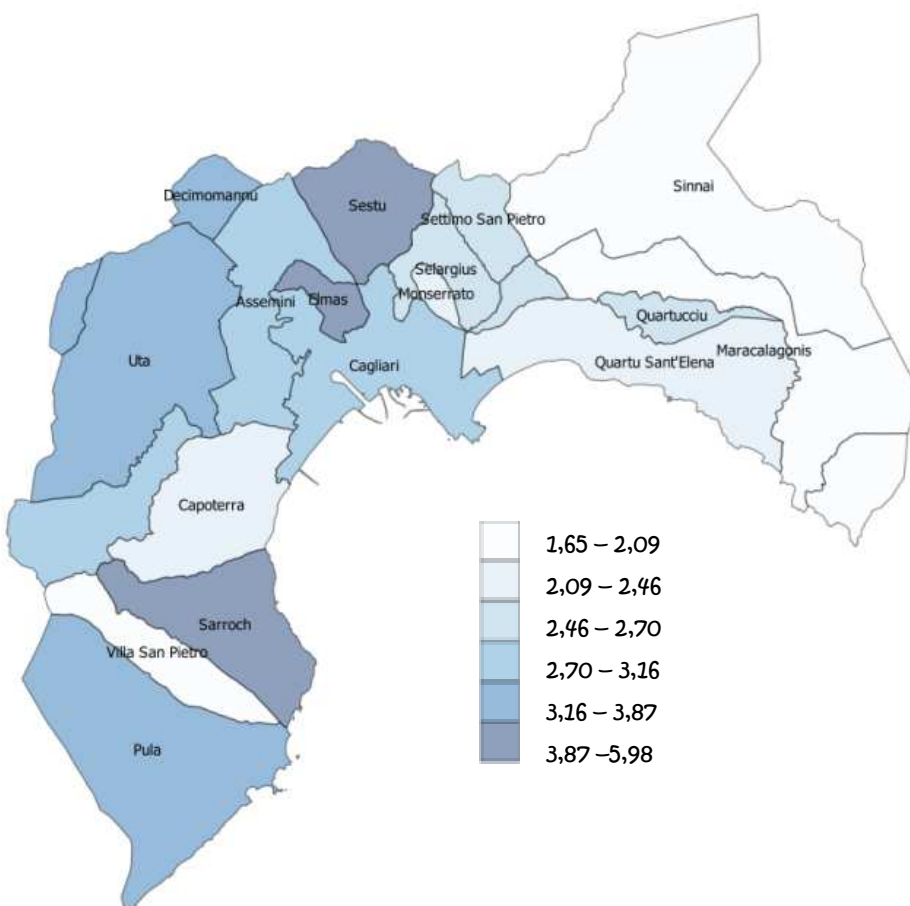 Sinnai
Decimomannu
Sestu
Settimo San Pietro
Selargius
Monserrato
Assemini
Elmas
Quartucciu
Maracalagonis
Uta
Cagliari
Quartu Sant'Elena
Capoterra
Sarroch
Villa San Pietro
Pula
1,65 – 2,09
2,09 – 2,46
2,46 – 2,70
2,70 – 3,16
3,16 – 3,87
3,87 –5,98